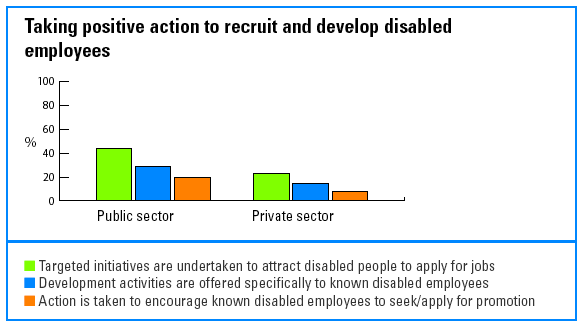 Taking positive action to recruit and develop disabled
employees
100
80
60
%
40
20
0
Public sector
Private sector
Targeted initiatives are undertaken to attract disabled people to apply for jobs
Development activities are offered specifically to known disabled employees
Action is taken to encourage known disabled employees to seek/apply for promotion